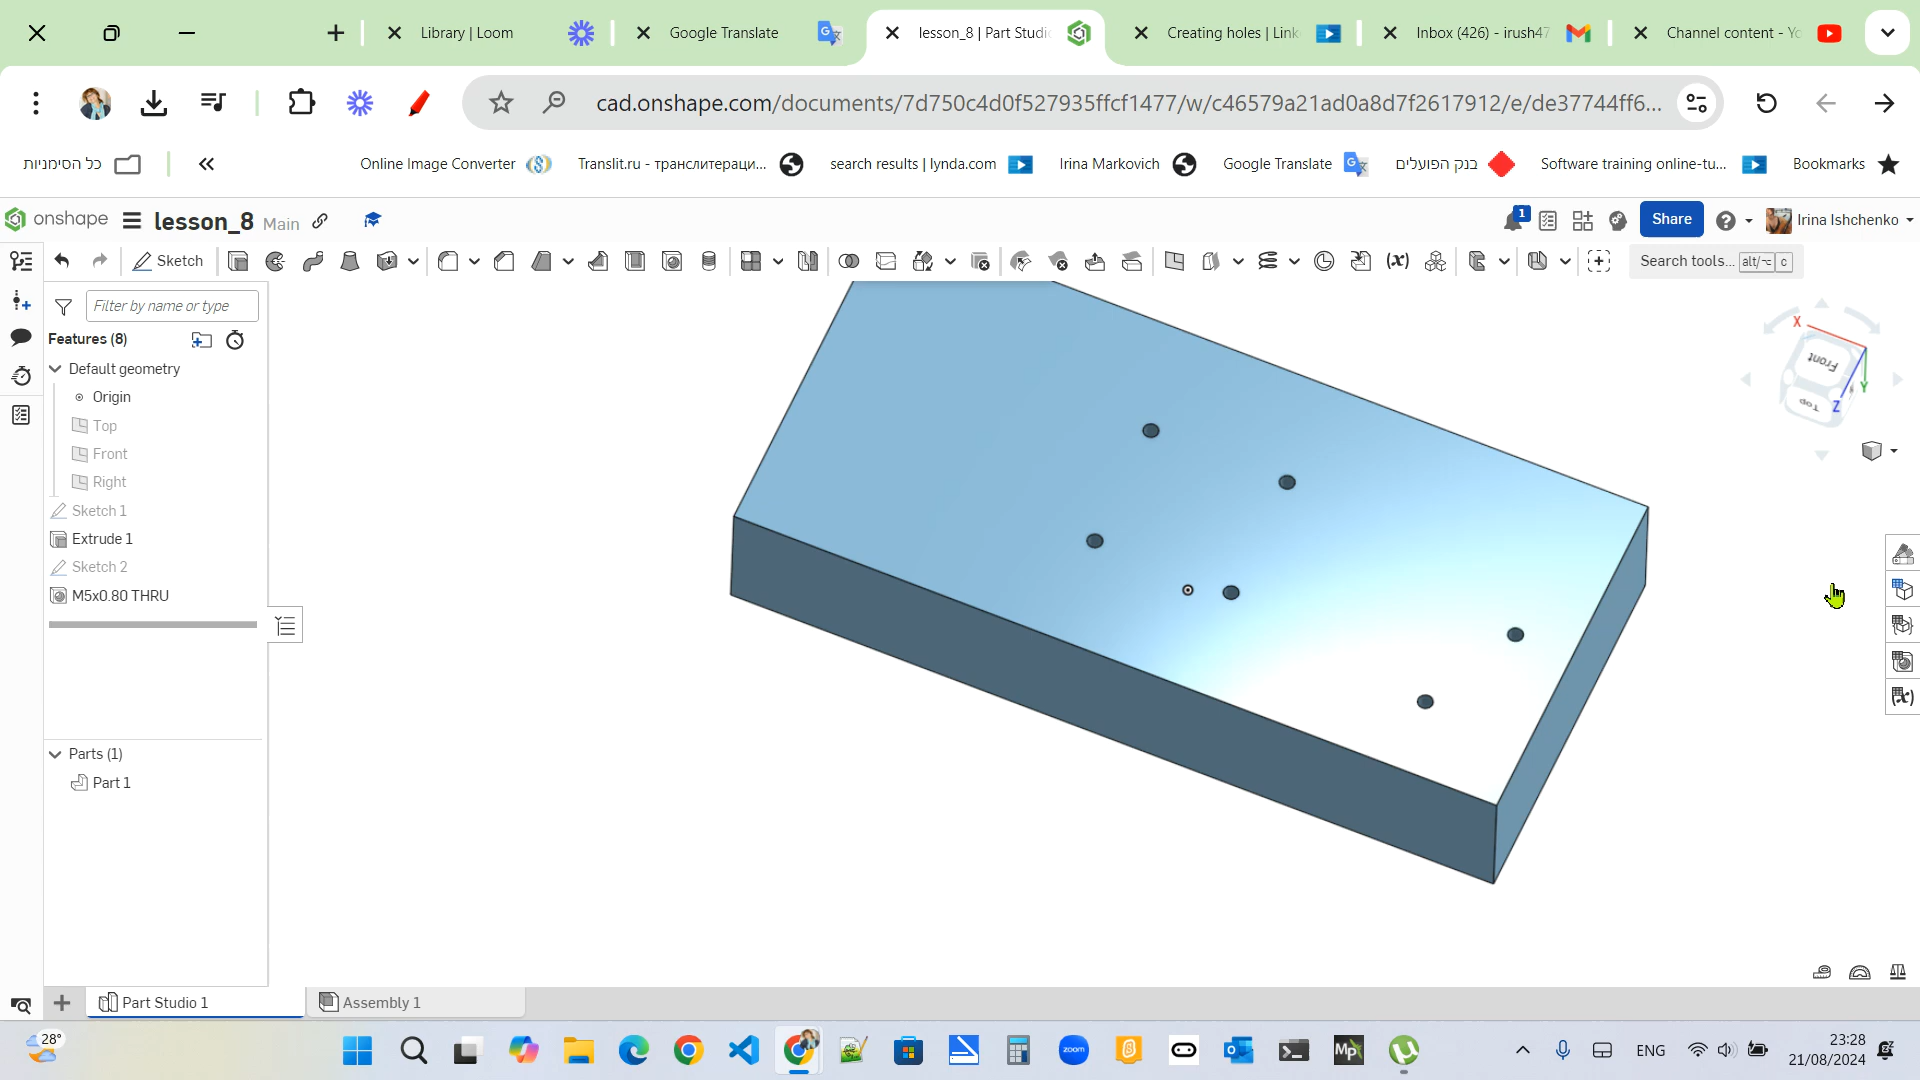 Library | Loom
Google Translate
lesson_8 | Part Studi
Creating holes | Link
Inbox (426) - irush47
Channel content - Yo
cad.onshape.com/documents/7d750c4d0f527935ffcf1477/w/c46579a21ad0a8d7f2617912/e/de37744ff6...
כל הסימניות
Online Image Converter
Translit.ru - транслитераци...
search results | lynda.com
Irina Markovich
Google Translate
בנק הפועלים
Software training online-tu...
Bookmarks
onshape
lesson_8 Main
1
Share
Irina Ishchenko
Sketch
Search tools... alt/⌥ c
Filter by name or type
Features (8)
Default geometry
Origin
Top
Front
Right
Sketch 1
Extrude 1
Sketch 2
M5x0.80 THRU
Parts (1)
Part 1
X
Front
Y
Z
Top
Part Studio 1
Assembly 1
28°
zoom
Mp
ENG
23:28
21/08/2024